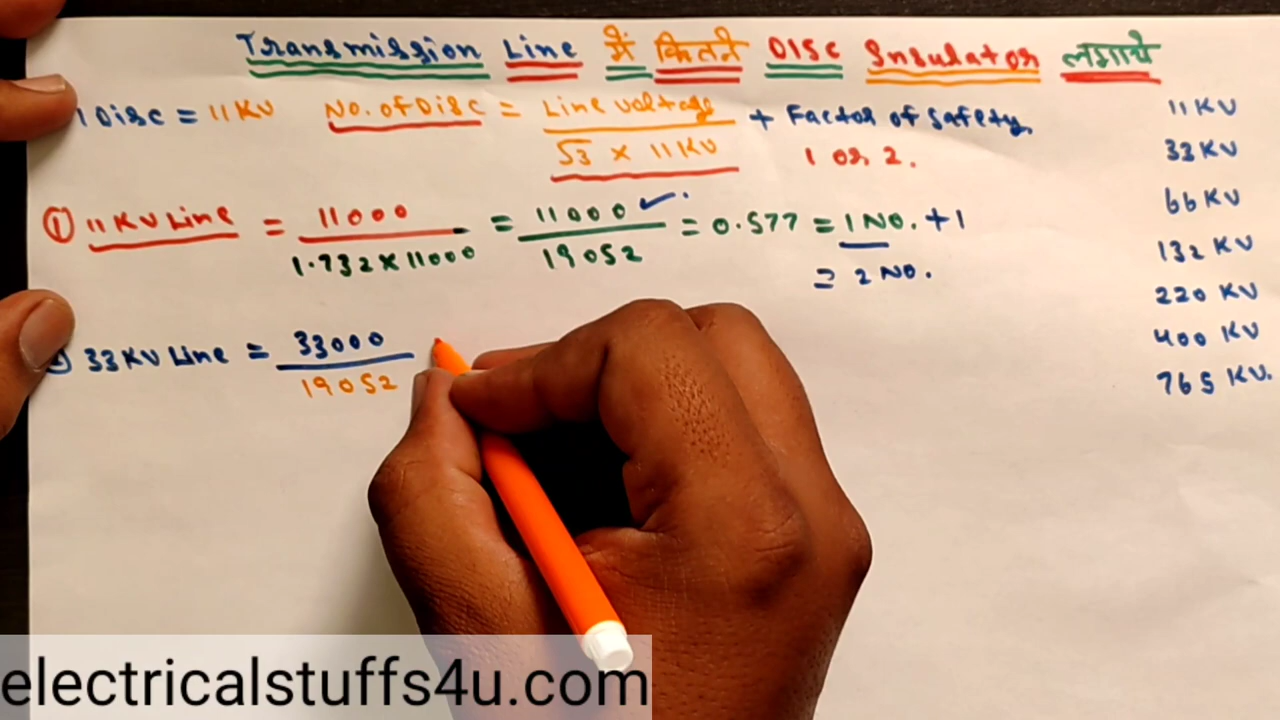 Transmission Line में कितने DISC Insulator लगाये
1 Disc = 11 KV No. of Disc = Line voltage / √3 × 11 KV + Factor of Safety,
1 or 2.
① 11 KV Line = 11000 / 1.732 × 11000 = 11000 / 19052 ✓ = 0.577 = 1 NO. + 1
= 2 NO.
33 KV Line = 33000 / 19052
11 KV
33 KV
66 KV
132 KV
220 KV
400 KV
765 KV.
electricalstuffs4u.com